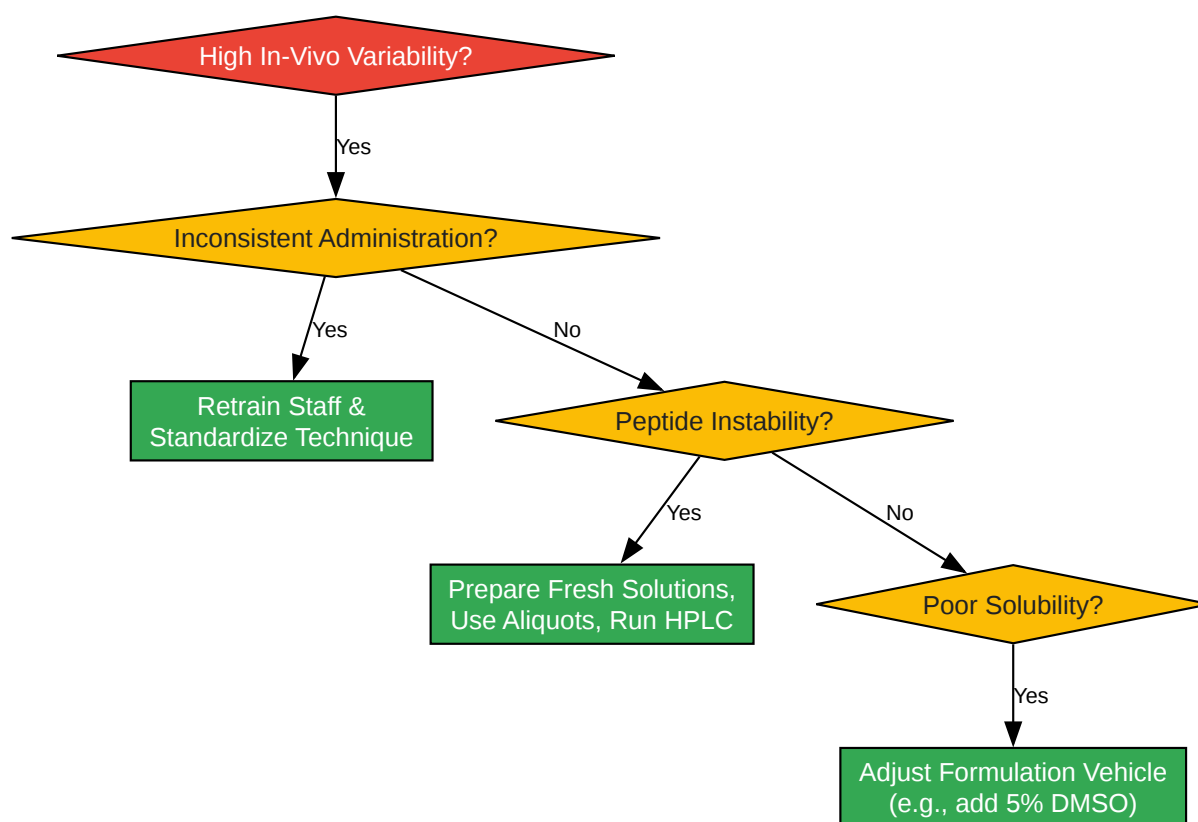 High In-Vivo Variability?
Yes
Inconsistent Administration?
Yes
No
Retrain Staff &
Standardize Technique
Peptide Instability?
Yes
No
Prepare Fresh Solutions,
Use Aliquots, Run HPLC
Poor Solubility?
Yes
Adjust Formulation Vehicle
(e.g., add 5% DMSO)